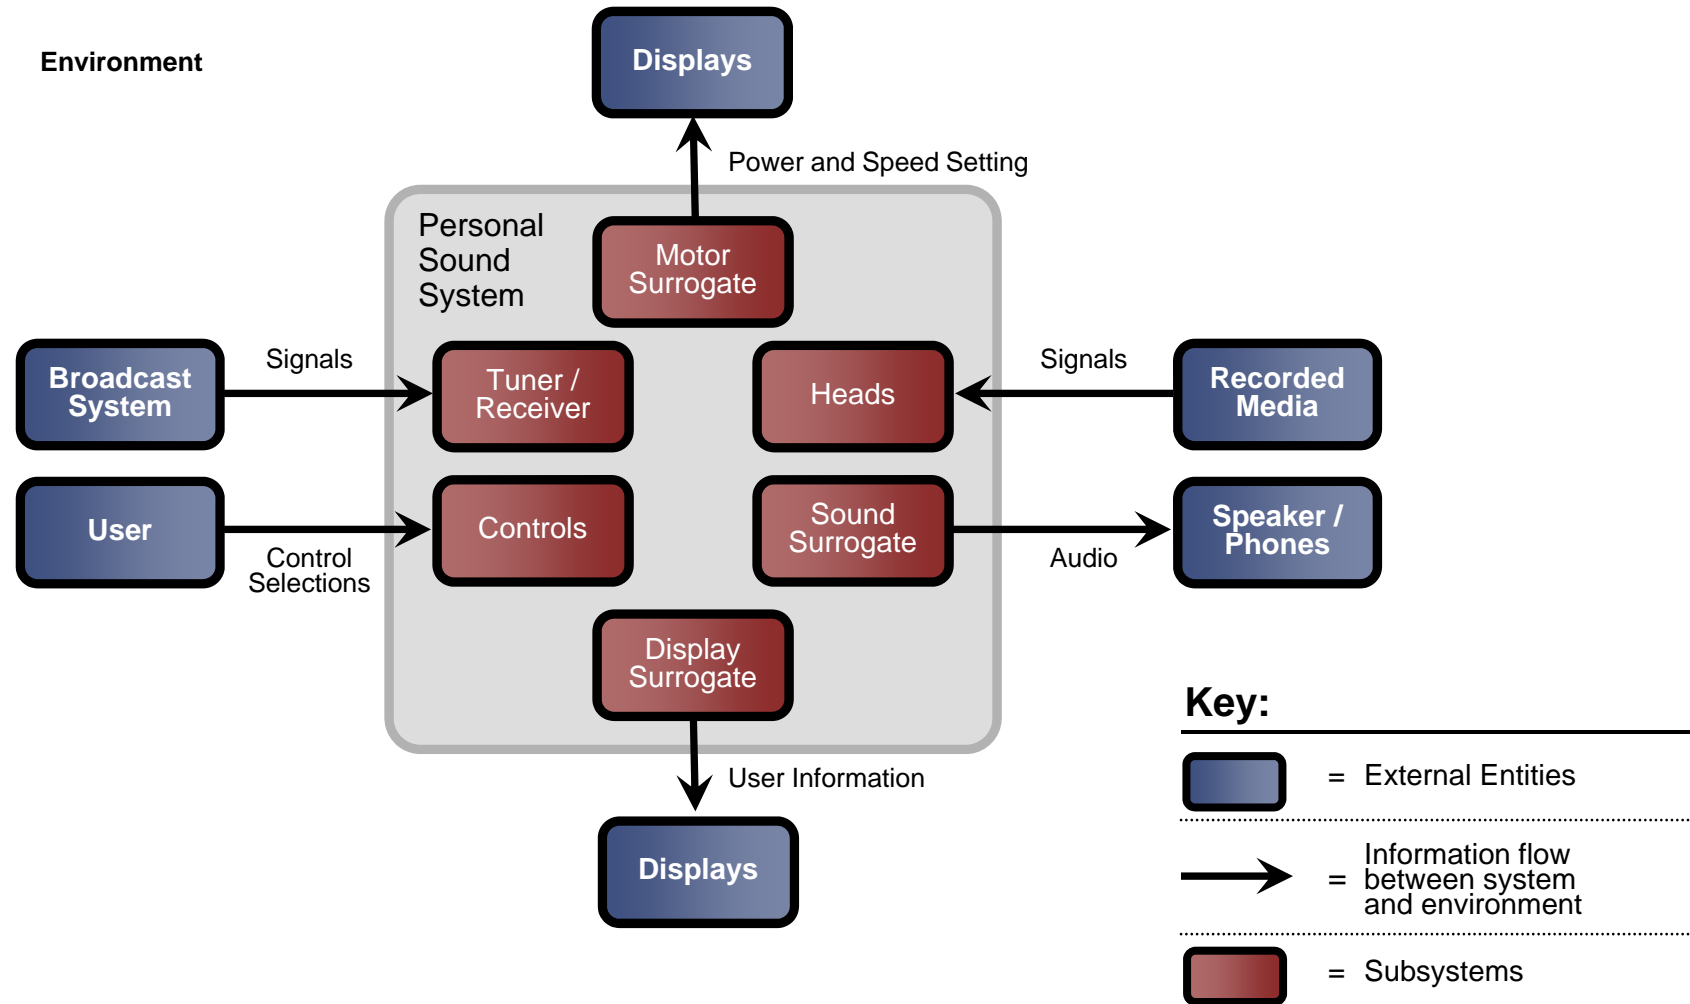 Environment
Displays
Power and Speed Setting
Personal
Sound
System
Motor
Surrogate
Broadcast
System
Signals
Tuner /
Receiver
Heads
Signals
Recorded
Media
User
Control
Selections
Controls
Sound
Surrogate
Audio
Speaker /
Phones
Display
Surrogate
User Information
Displays
Key:
= External Entities
Information flow
= between system
and environment
= Subsystems